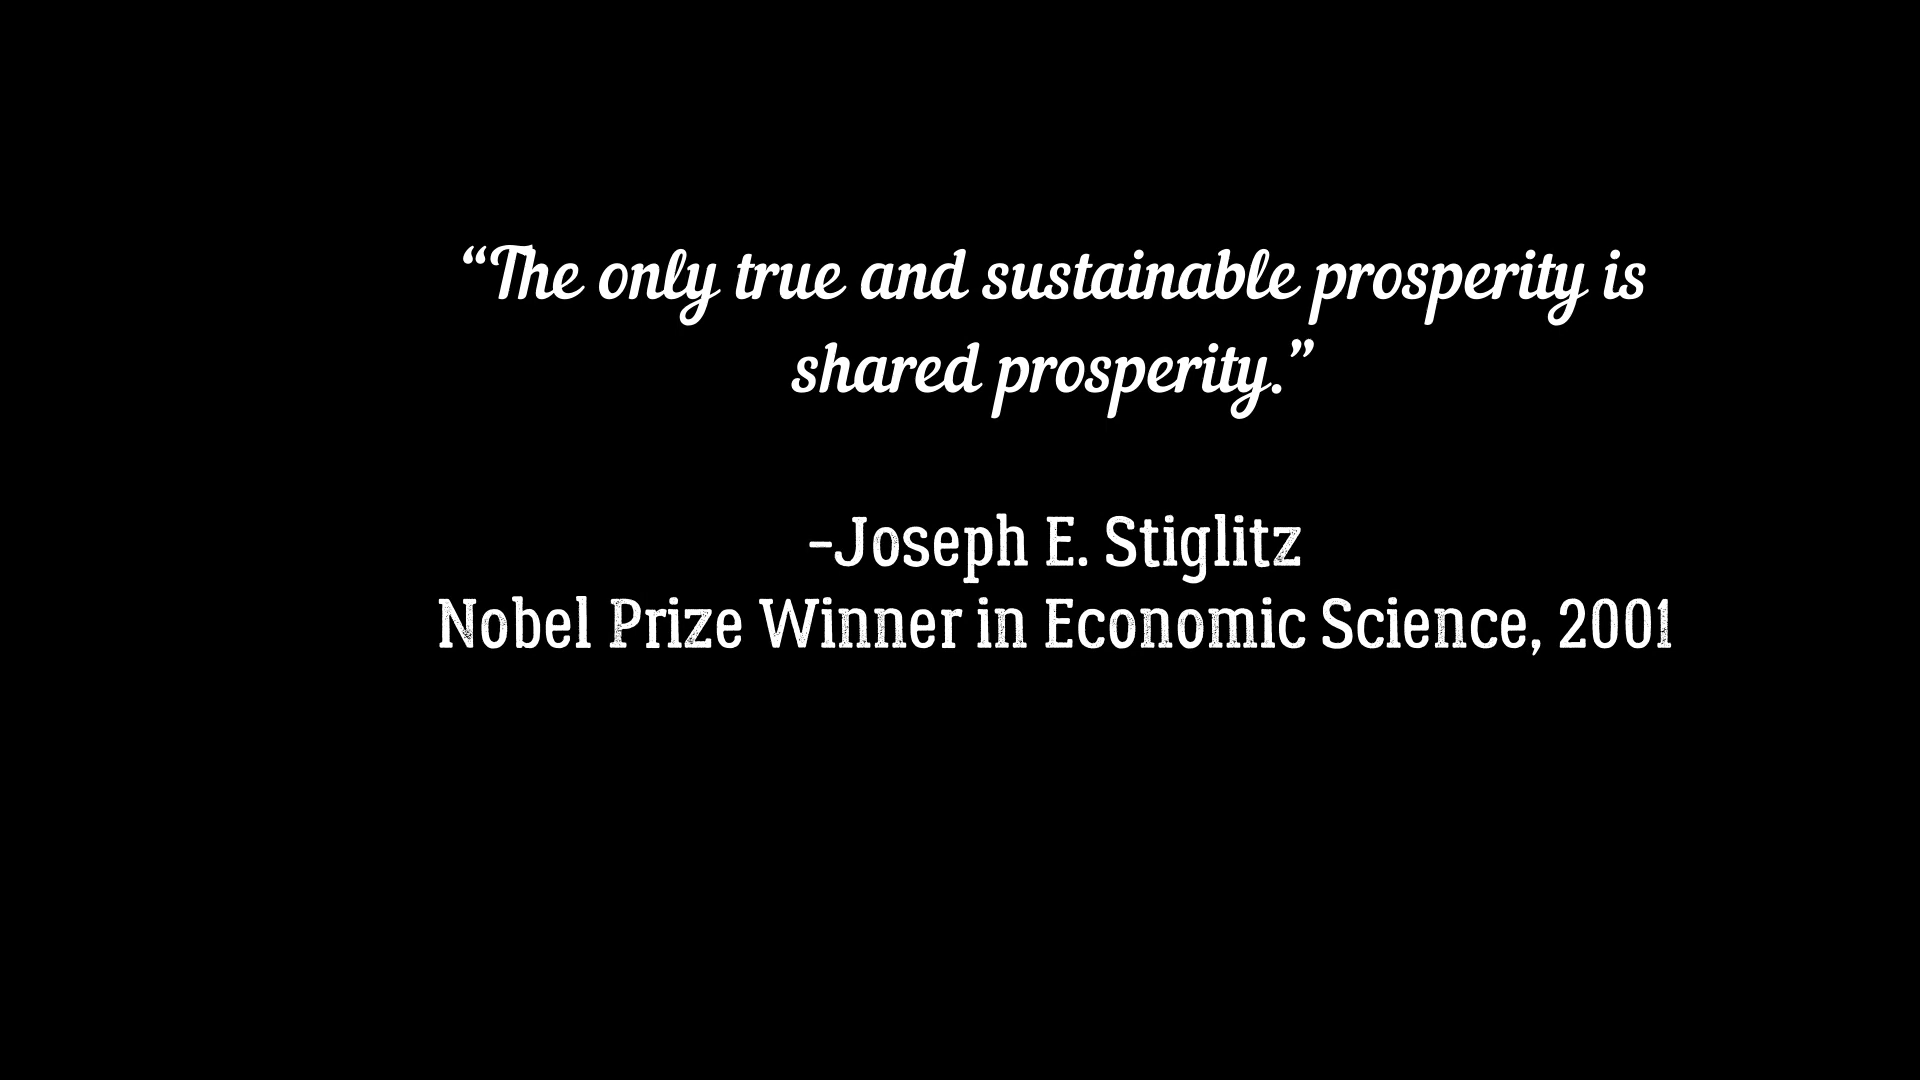 “The only true and sustainable prosperity is
shared prosperity.”
-Joseph E. Stiglitz
Nobel Prize Winner in Economic Science, 2001